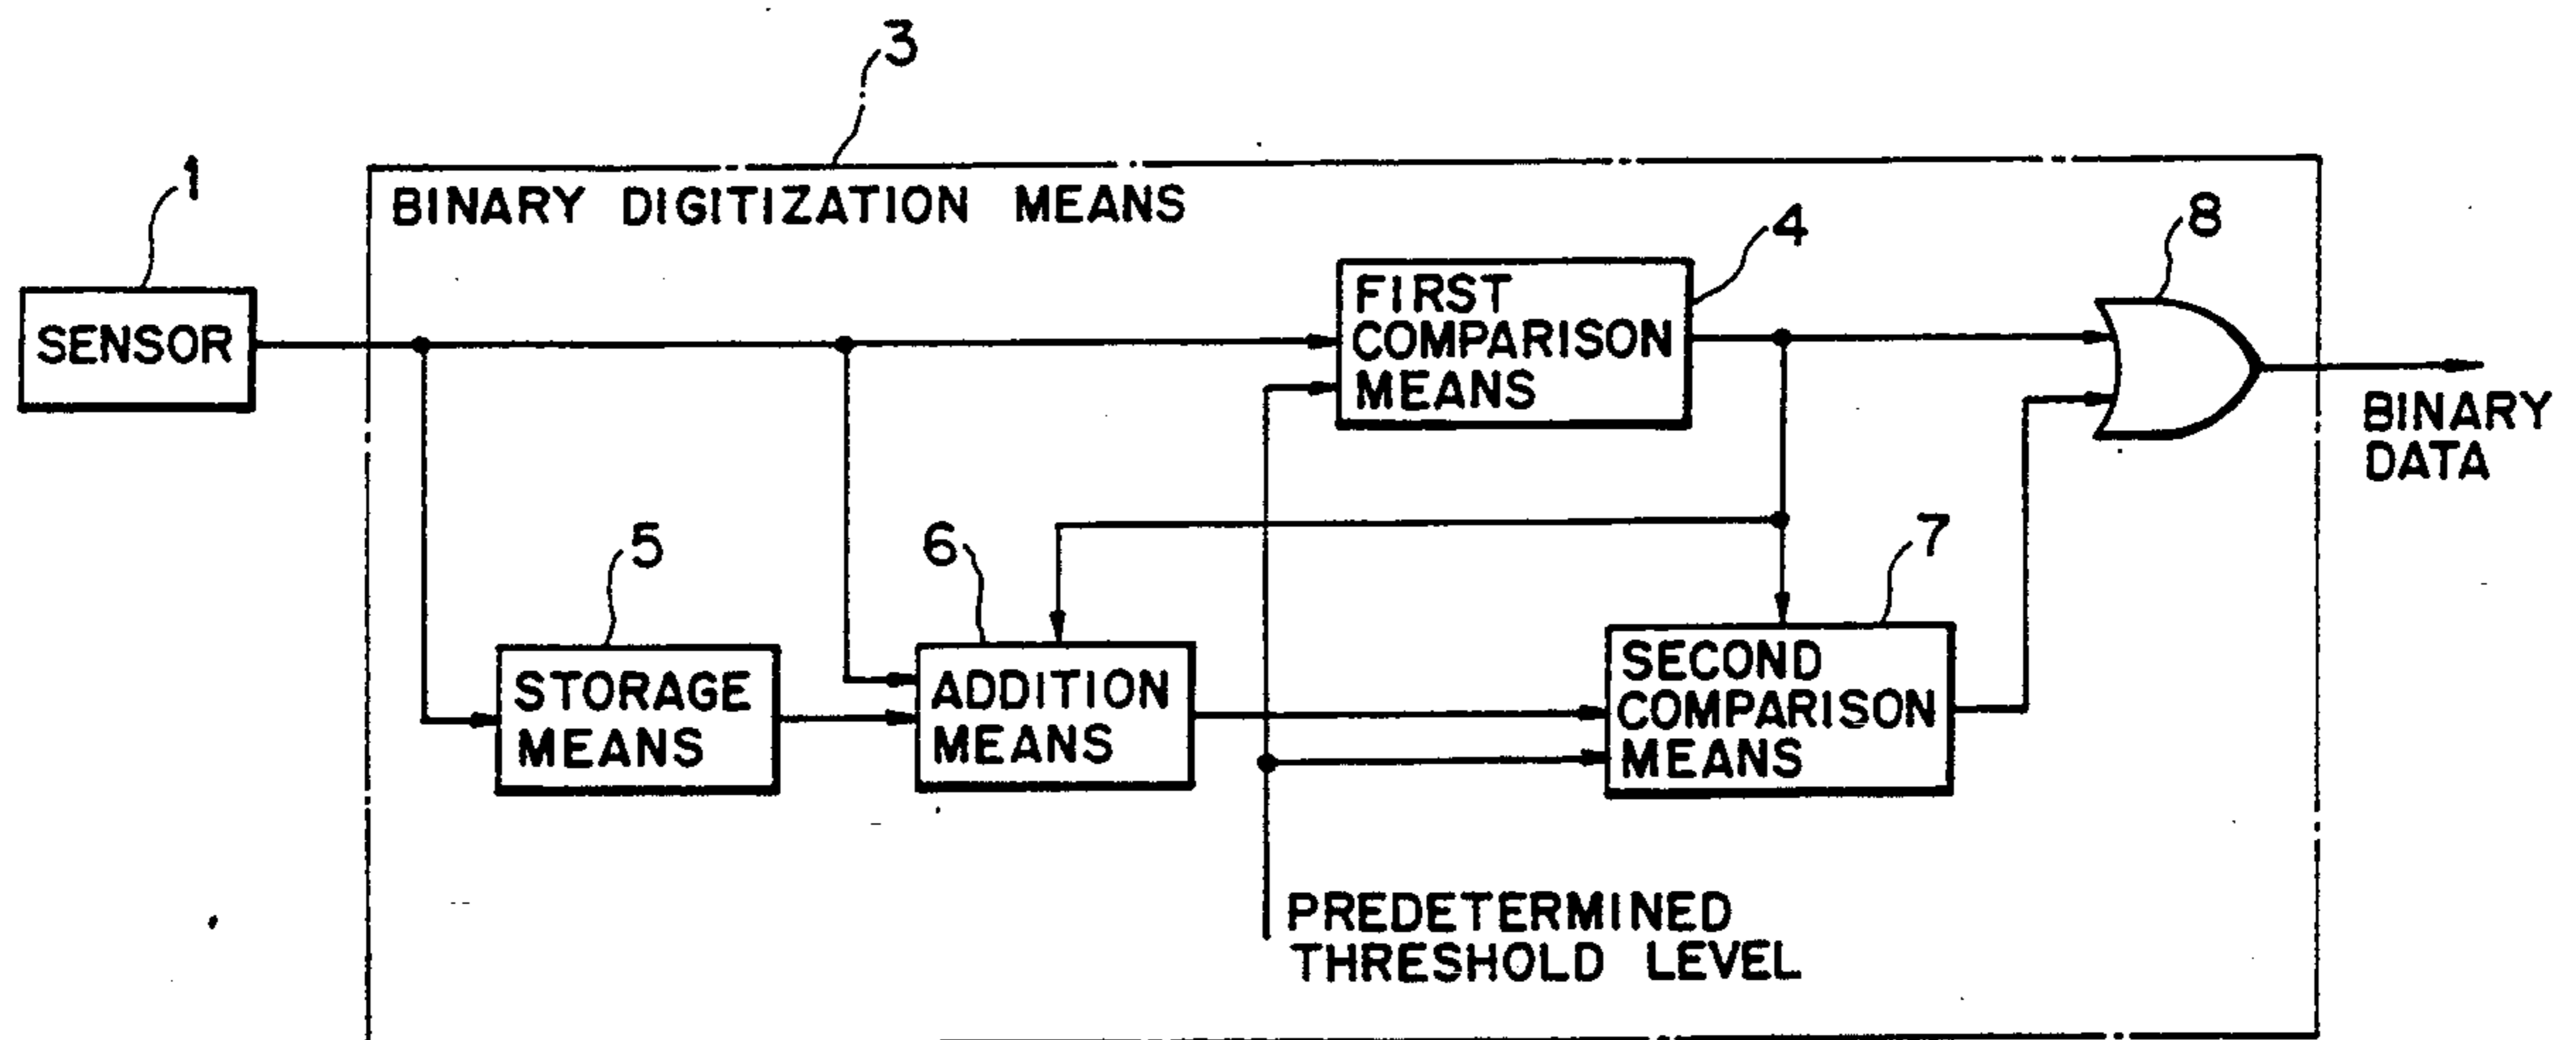 3
1
BINARY DIGITIZATION MEANS
4
8
SENSOR
FIRST
COMPARISON
MEANS
BINARY
DATA
5
6
7
STORAGE
MEANS
ADDITION
MEANS
SECOND
COMPARISON
MEANS
PREDETERMINED
THRESHOLD LEVEL